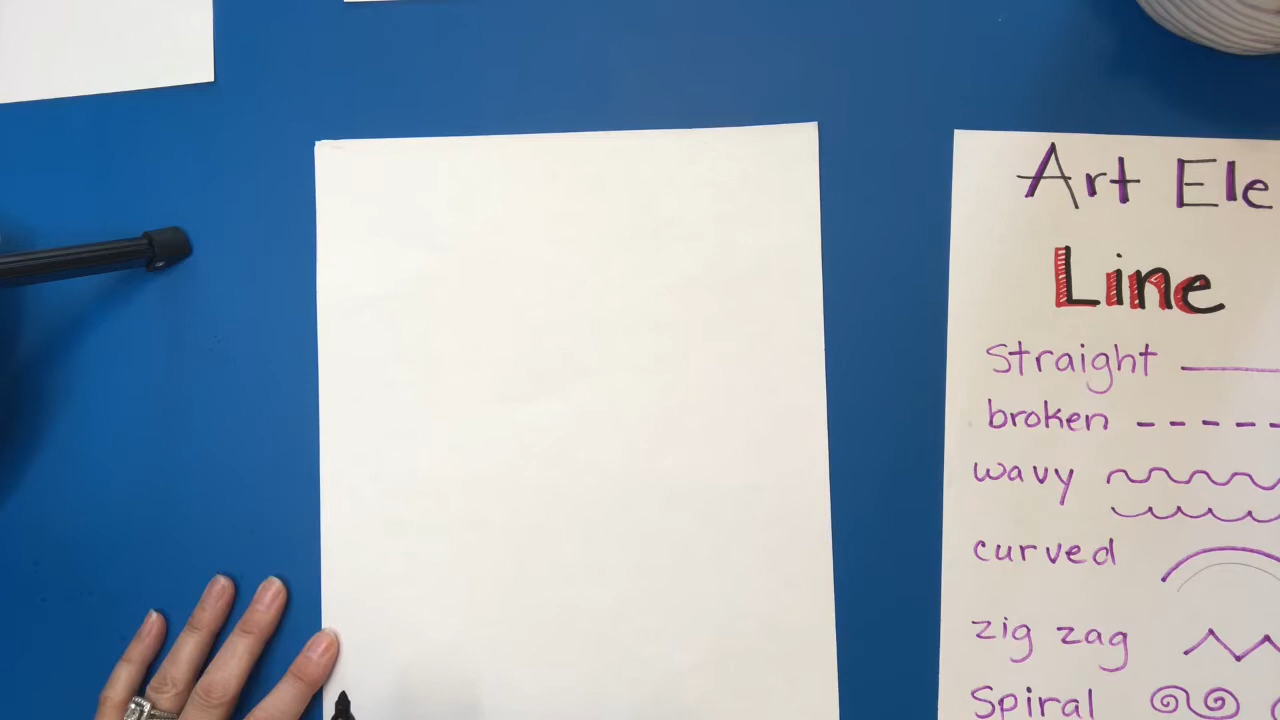 Art Ele
Line
Straight
broken
wavy
curved
zig zag
Spiral